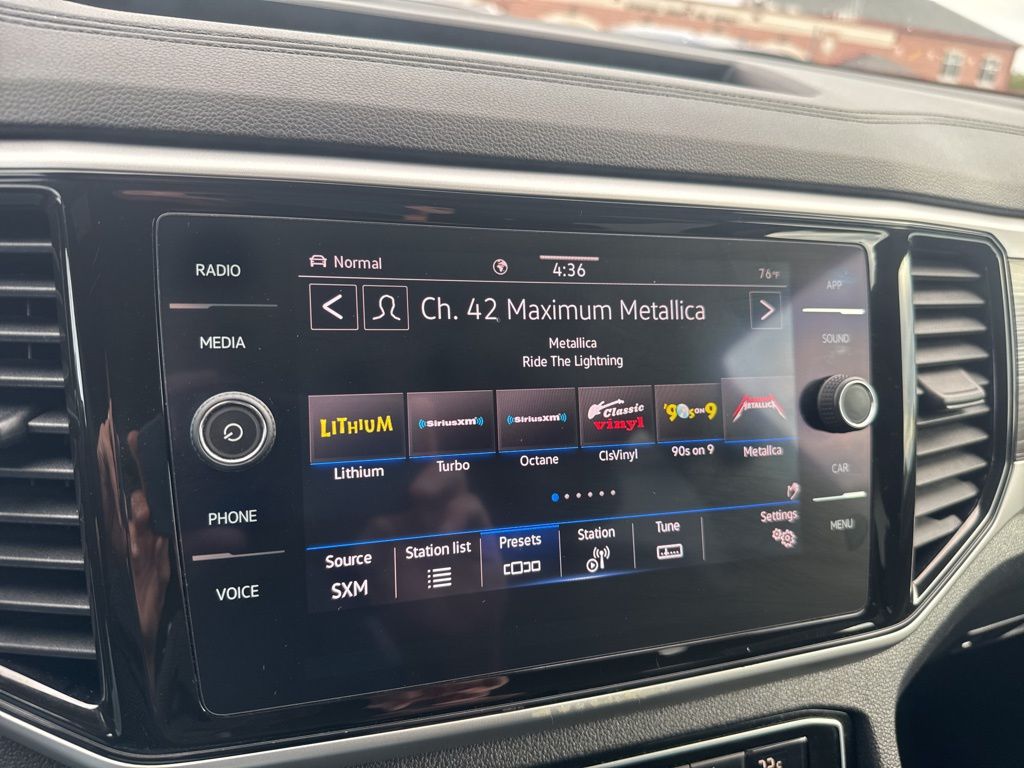 RADIO
MEDIA
PHONE
VOICE
Normal
4:36
76°F
Ch. 42 Maximum Metallica
Metallica
Ride The Lightning
LITHIUM
((SiriusXM))
((SiriusXM))
Classic
Vinyl
'90s ON 9
METALLICA
Lithium
Turbo
Octane
ClsVinyl
90s on 9
Metallca
Source
SXM
Station list
Presets
Station
Tune
Settings
APP
SOUND
CAR
MENU